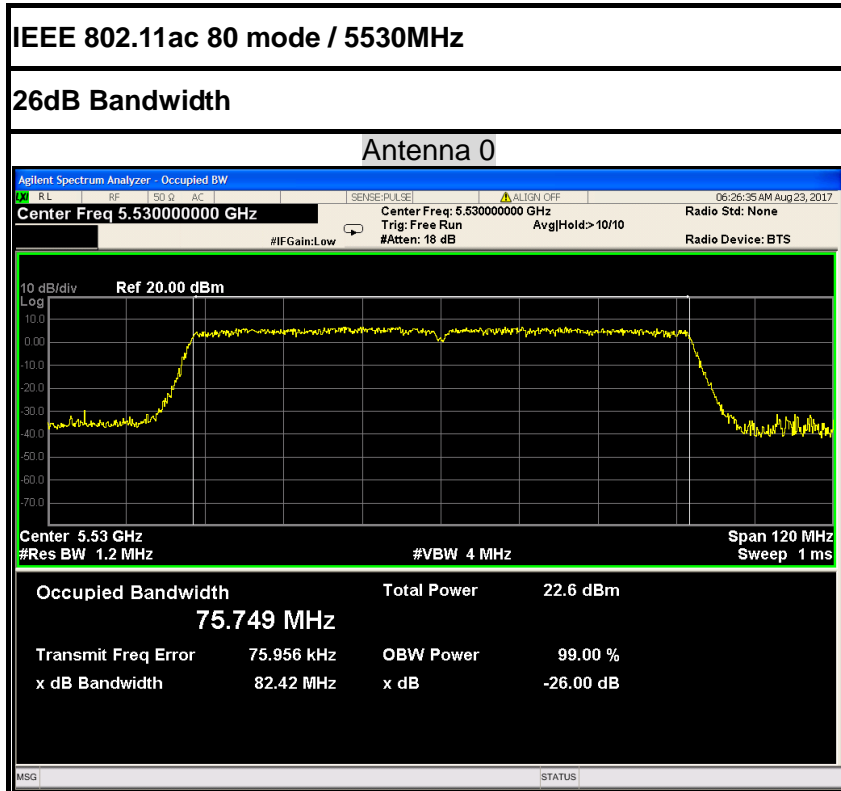 IEEE 802.11ac 80 mode / 5530MHz
26dB Bandwidth
Antenna 0
Agilent Spectrum Analyzer - Occupied BW
LXI RL RF 50 Ω AC SENSE:PULSE ALIGN OFF 06:26:35 AM Aug 23, 2017
Center Freq 5.530000000 GHz Center Freq: 5.530000000 GHz Radio Std: None
Trig: Free Run Avg|Hold:>10/10
#IFGain:Low #Atten: 18 dB Radio Device: BTS
10 dB/div Ref 20.00 dBm
Log
10.0
0.00
-10.0
-20.0
-30.0
-40.0
-50.0
-60.0
-70.0
Center 5.53 GHz Span 120 MHz
#Res BW 1.2 MHz #VBW 4 MHz Sweep 1 ms
Occupied Bandwidth Total Power 22.6 dBm
75.749 MHz
Transmit Freq Error 75.956 kHz OBW Power 99.00 %
x dB Bandwidth 82.42 MHz x dB -26.00 dB
MSG STATUS